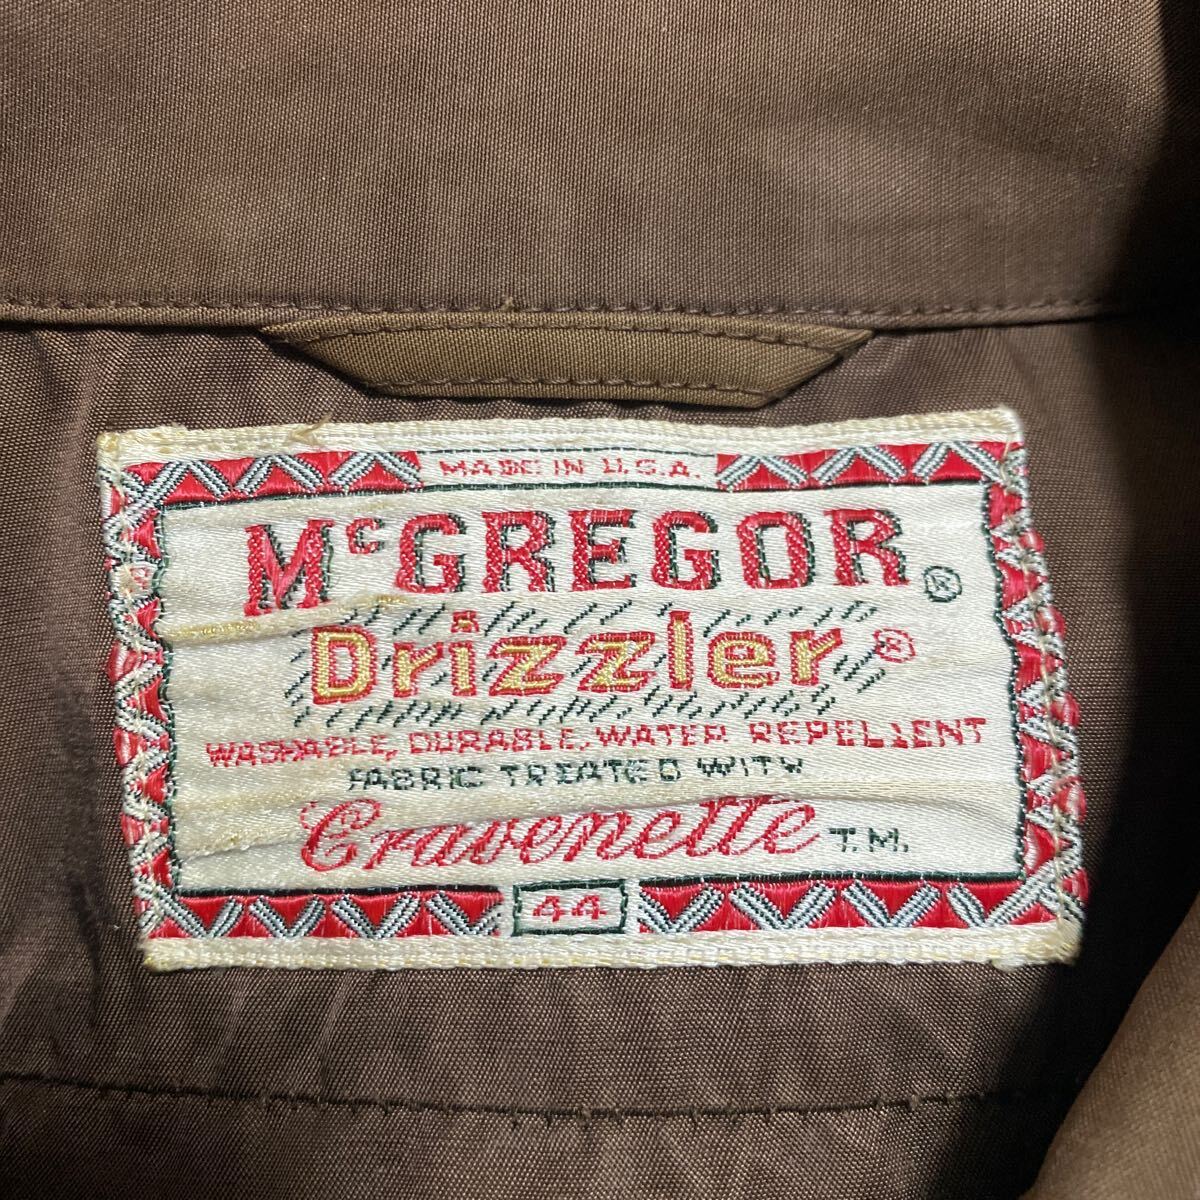 MADE IN U.S.A.
McGREGOR ®
Drizzler ®
WASHABLE, DURABLE, WATER REPELLENT
FABRIC TREATED WITH
Cravenette T.M.
44